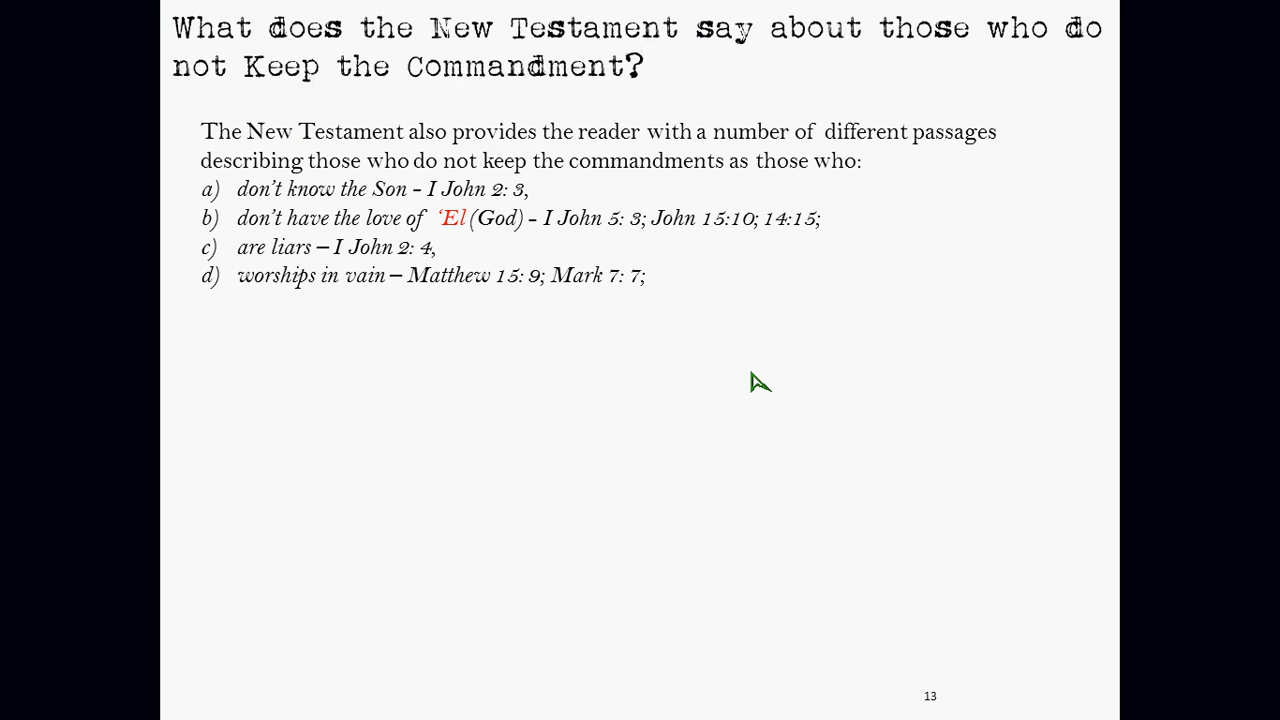 What does the New Testament say about those who do
not Keep the Commandment?
The New Testament also provides the reader with a number of different passages
describing those who do not keep the commandments as those who:
a) don't know the Son - I John 2: 3,
b) don't have the love of 'El (God) - I John 5: 3; John 15:10; 14:15;
c) are liars – I John 2: 4,
d) worships in vain – Matthew 15: 9; Mark 7: 7;
13